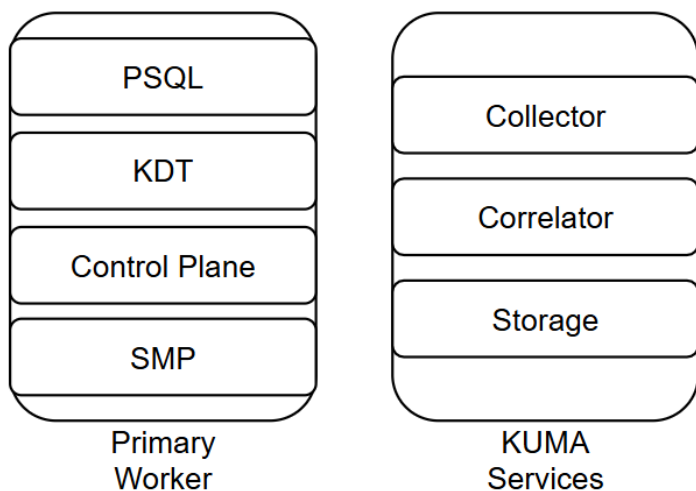 PSQL
KDT
Control Plane
SMP
Primary
Worker
Collector
Correlator
Storage
KUMA
Services